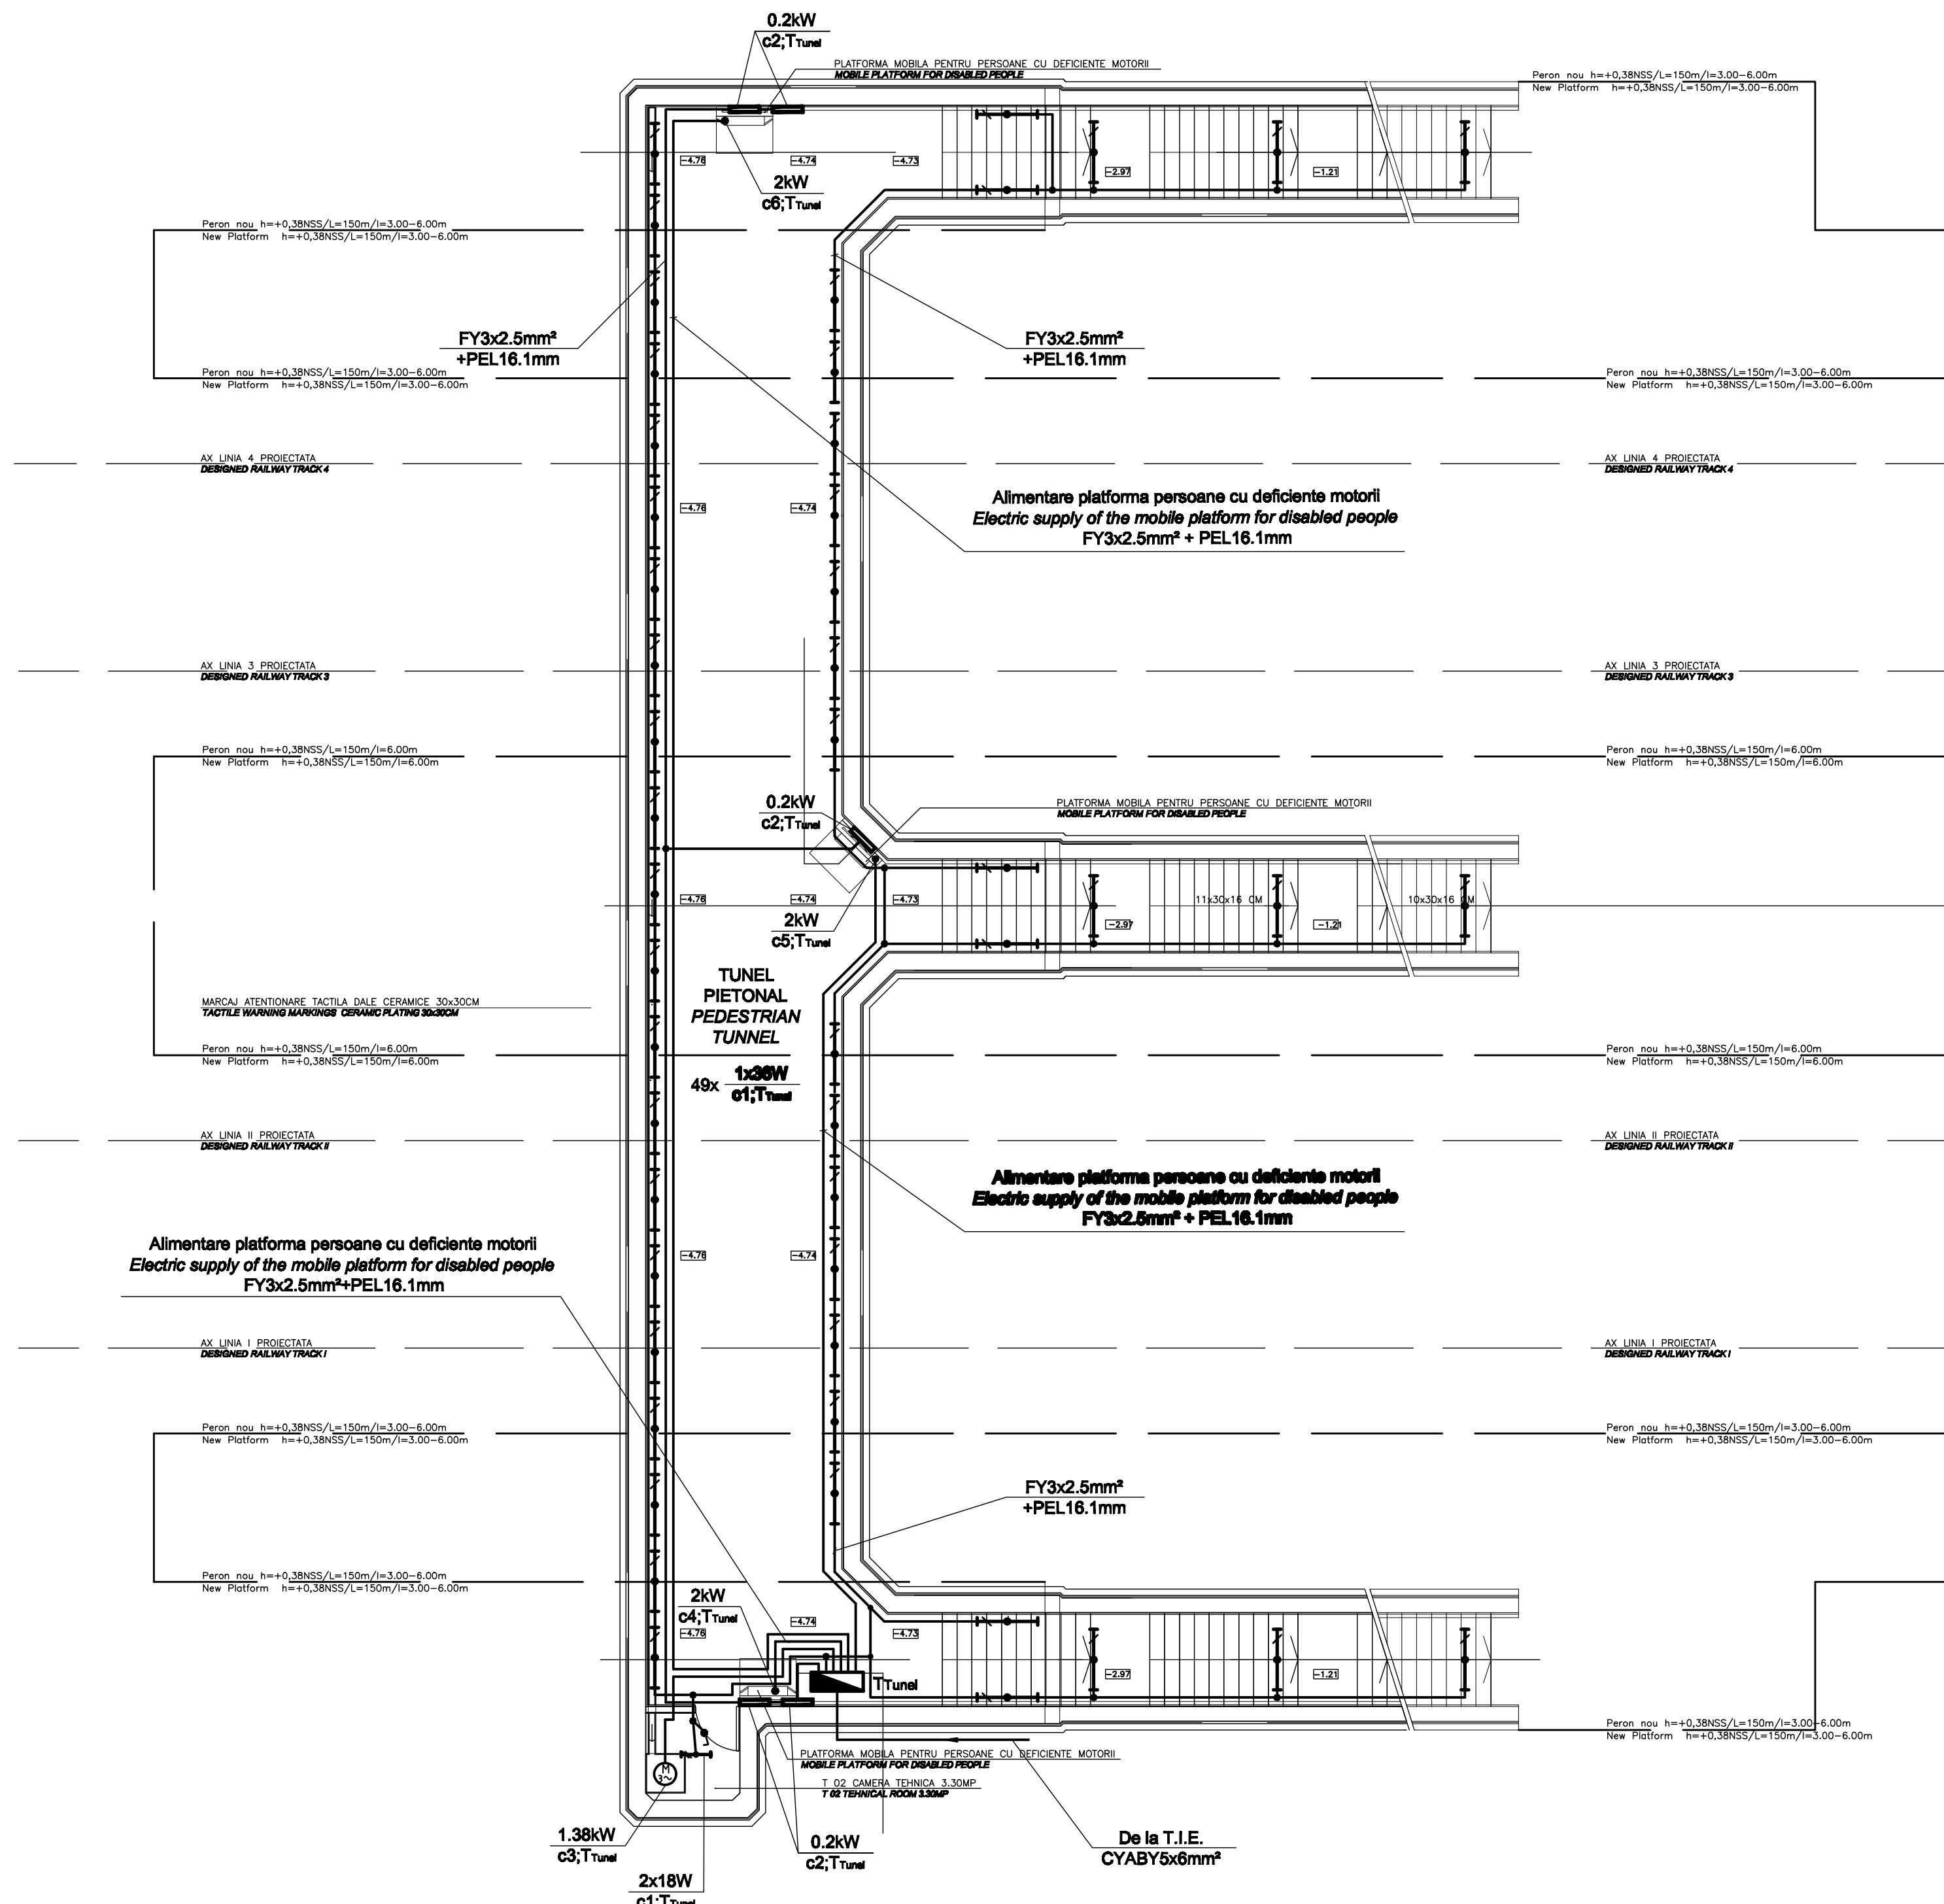 0.2kW
c2;TTunel
PLATFORMA MOBILA PENTRU PERSOANE CU DEFICIENTE MOTORII
MOBILE PLATFORM FOR DISABLED PEOPLE
Peron nou h=+0,38NSS/L=150m/l=3.00-6.00m
New Platform h=+0,38NSS/L=150m/l=3.00-6.00m
-4.76
-4.74
-4.73
-2.97
-1.21
2kW
c6;TTunel
Peron nou h=+0,38NSS/L=150m/l=3.00-6.00m
New Platform h=+0,38NSS/L=150m/l=3.00-6.00m
FY3x2.5mm²
+PEL16.1mm
FY3x2.5mm²
+PEL16.1mm
Peron nou h=+0,38NSS/L=150m/l=3.00-6.00m
New Platform h=+0,38NSS/L=150m/l=3.00-6.00m
Peron nou h=+0,38NSS/L=150m/l=3.00-6.00m
New Platform h=+0,38NSS/L=150m/l=3.00-6.00m
AX LINIA 4 PROIECTATA
DESIGNED RAILWAY TRACK 4
AX LINIA 4 PROIECTATA
DESIGNED RAILWAY TRACK 4
Alimentare platforma persoane cu deficiente motorii
Electric supply of the mobile platform for disabled people
FY3x2.5mm² + PEL16.1mm
-4.76
-4.74
AX LINIA 3 PROIECTATA
DESIGNED RAILWAY TRACK 3
AX LINIA 3 PROIECTATA
DESIGNED RAILWAY TRACK 3
Peron nou h=+0,38NSS/L=150m/l=6.00m
New Platform h=+0,38NSS/L=150m/l=6.00m
Peron nou h=+0,38NSS/L=150m/l=6.00m
New Platform h=+0,38NSS/L=150m/l=6.00m
0.2kW
c2;TTunel
PLATFORMA MOBILA PENTRU PERSOANE CU DEFICIENTE MOTORII
MOBILE PLATFORM FOR DISABLED PEOPLE
-4.76
-4.74
-4.73
11x30x16 CM
10x30x16 CM
-2.97
-1.21
2kW
c5;TTunel
TUNEL
PIETONAL
PEDESTRIAN
TUNNEL
MARCAJ ATENTIONARE TACTILA DALE CERAMICE 30x30CM
TACTILE WARNING MARKINGS CERAMIC PLATING 30x30CM
Peron nou h=+0,38NSS/L=150m/l=6.00m
New Platform h=+0,38NSS/L=150m/l=6.00m
Peron nou h=+0,38NSS/L=150m/l=6.00m
New Platform h=+0,38NSS/L=150m/l=6.00m
49x 1x36W
c1;TTunel
AX LINIA II PROIECTATA
DESIGNED RAILWAY TRACK II
AX LINIA II PROIECTATA
DESIGNED RAILWAY TRACK II
Alimentare platforma persoane cu deficiente motorii
Electric supply of the mobile platform for disabled people
FY3x2.5mm² + PEL16.1mm
Alimentare platforma persoane cu deficiente motorii
Electric supply of the mobile platform for disabled people
FY3x2.5mm²+PEL16.1mm
-4.76
-4.74
AX LINIA I PROIECTATA
DESIGNED RAILWAY TRACK I
AX LINIA I PROIECTATA
DESIGNED RAILWAY TRACK I
Peron nou h=+0,38NSS/L=150m/l=3.00-6.00m
New Platform h=+0,38NSS/L=150m/l=3.00-6.00m
Peron nou h=+0,38NSS/L=150m/l=3.00-6.00m
New Platform h=+0,38NSS/L=150m/l=3.00-6.00m
FY3x2.5mm²
+PEL16.1mm
Peron nou h=+0,38NSS/L=150m/l=3.00-6.00m
New Platform h=+0,38NSS/L=150m/l=3.00-6.00m
2kW
c4;TTunel
-4.76
-4.74
-4.73
-2.97
-1.21
TTunel
Peron nou h=+0,38NSS/L=150m/l=3.00-6.00m
New Platform h=+0,38NSS/L=150m/l=3.00-6.00m
PLATFORMA MOBILA PENTRU PERSOANE CU DEFICIENTE MOTORII
MOBILE PLATFORM FOR DISABLED PEOPLE
M
3~
T 02 CAMERA TEHNICA 3.30MP
T 02 TEHNICAL ROOM 3.30MP
1.38kW
c3;TTunel
0.2kW
c2;TTunel
De la T.I.E.
CYABY5x6mm²
2x18W
c1;TTunel